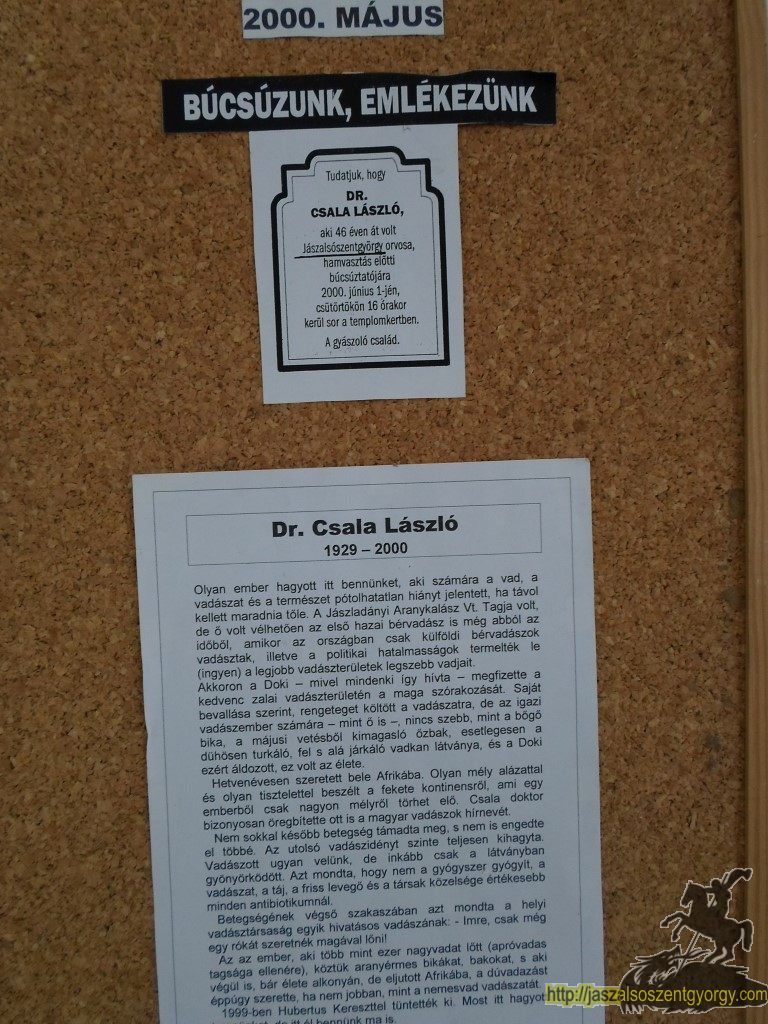 2000. MÁJUS
BÚCSÚZUNK, EMLÉKEZÜNK
Tudatjuk, hogy
DR.
CSALA LÁSZLÓ,
aki 46 éven át volt
Jászalsószentgyörgy orvosa,
hamvasztás előtti
búcsúztatójára
2000. június 1-jén,
csütörtökön 16 órakor
kerül sor a templomkertben.
A gyászoló család.
Dr. Csala László
1929 – 2000
Olyan ember hagyott itt bennünket, aki számára a vad, a
vadászat és a természet pótolhatatlan hiányt jelentett, ha távol
kellett maradnia tőle. A Jászladányi Aranykalász Vt. Tagja volt,
de ő volt vélhetően az első hazai bérvadász is még abból az
időből, amikor az országban csak külföldi bérvadászok
vadásztak, illetve a politikai hatalmasságok termelték le
(ingyen) a legjobb vadászterületek legszebb vadjait.
Akkoron a Doki – mivel mindenki így hívta – megfizette a
kedvenc zalai vadászterületén a maga szórakozását. Saját
bevallása szerint, rengeteget költött a vadászatra, de az igazi
vadászember számára – mint ő is –, nincs szebb, mint a bőgő
bika, a májusi vetésből kimagasló őzbak, esetlegesen a
dühösen turkáló, fel s alá járkáló vadkan látványa, és a Doki
ezért áldozott, ez volt az élete.
Hetvenévesen szeretett bele Afrikába. Olyan mély alázattal
és olyan tisztelettel beszélt a fekete kontinensről, ami egy
emberből csak nagyon mélyről törhet elő. Csala doktor
bizonyosan öregbítette ott is a magyar vadászok hírnevét.
Nem sokkal később betegség támadta meg, s nem is engedte
el többé. Az utolsó vadászidényt szinte teljesen kihagyta.
Vadászott ugyan velünk, de inkább csak a látványban
gyönyörködött. Azt mondta, hogy nem a gyógyszer gyógyít, a
vadászat, a táj, a friss levegő és a társak közelsége értékesebb
minden antibiotikumnál.
Betegségének végső szakaszában azt mondta a helyi
vadásztársaság egyik hivatásos vadászának: - Imre, csak még
egy rókát szeretnék magával lőni!
Az az ember, aki több mint ezer nagyvadat lőtt (apróvadas
tagsága ellenére), köztük aranyérmes bikákat, bakokat, s aki
végül is, bár élete alkonyán, de eljutott Afrikába, a dúvadászást
éppúgy szerette, ha nem jobban, mint a nemesvad vadászatát.
1999-ben Hubertus Kereszttel tüntették ki. Most itt hagyott
de itt él bennünk ma is.
http://jaszalsoszentgyorgy.com